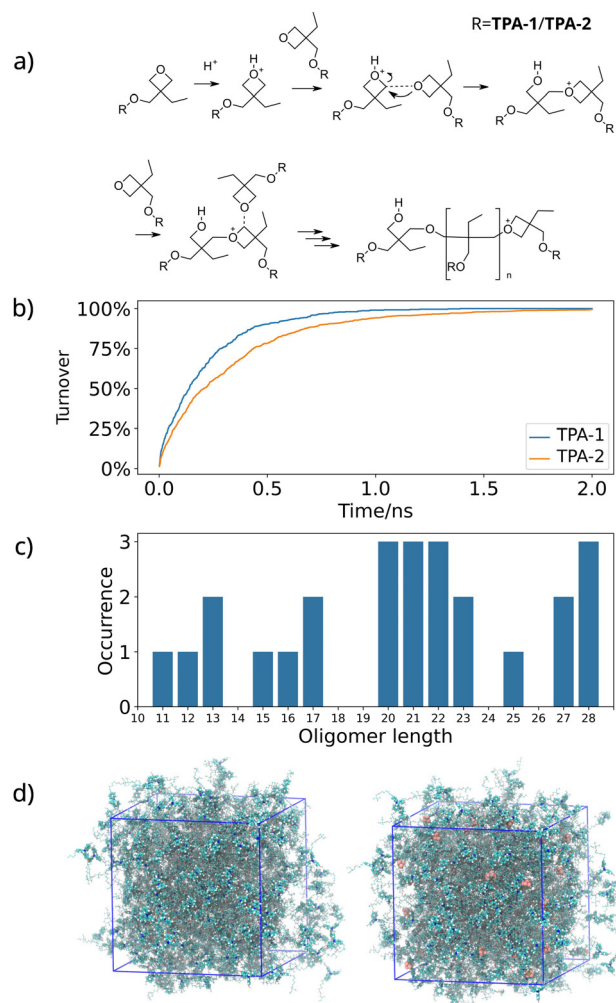 R=TPA-1/TPA-2
a)
H
O
H⁺
O⁺
O
R
O
R
O
R
H
O⁺
O
O
R
O
R
H
O
O⁺
O
R
O
R
O
O
R
R
O
O
H
O
O⁺
O
R
O
R
H
O
O
O⁺
O
R
RO
n
O
R
b)
100%
75%
50%
25%
0%
Turnover
TPA-1
TPA-2
0.0 0.5 1.0 1.5 2.0
Time/ns
c)
3
2
1
0
Occurrence
10 11 12 13 14 15 16 17 18 19 20 21 22 23 24 25 26 27 28
Oligomer length
d)